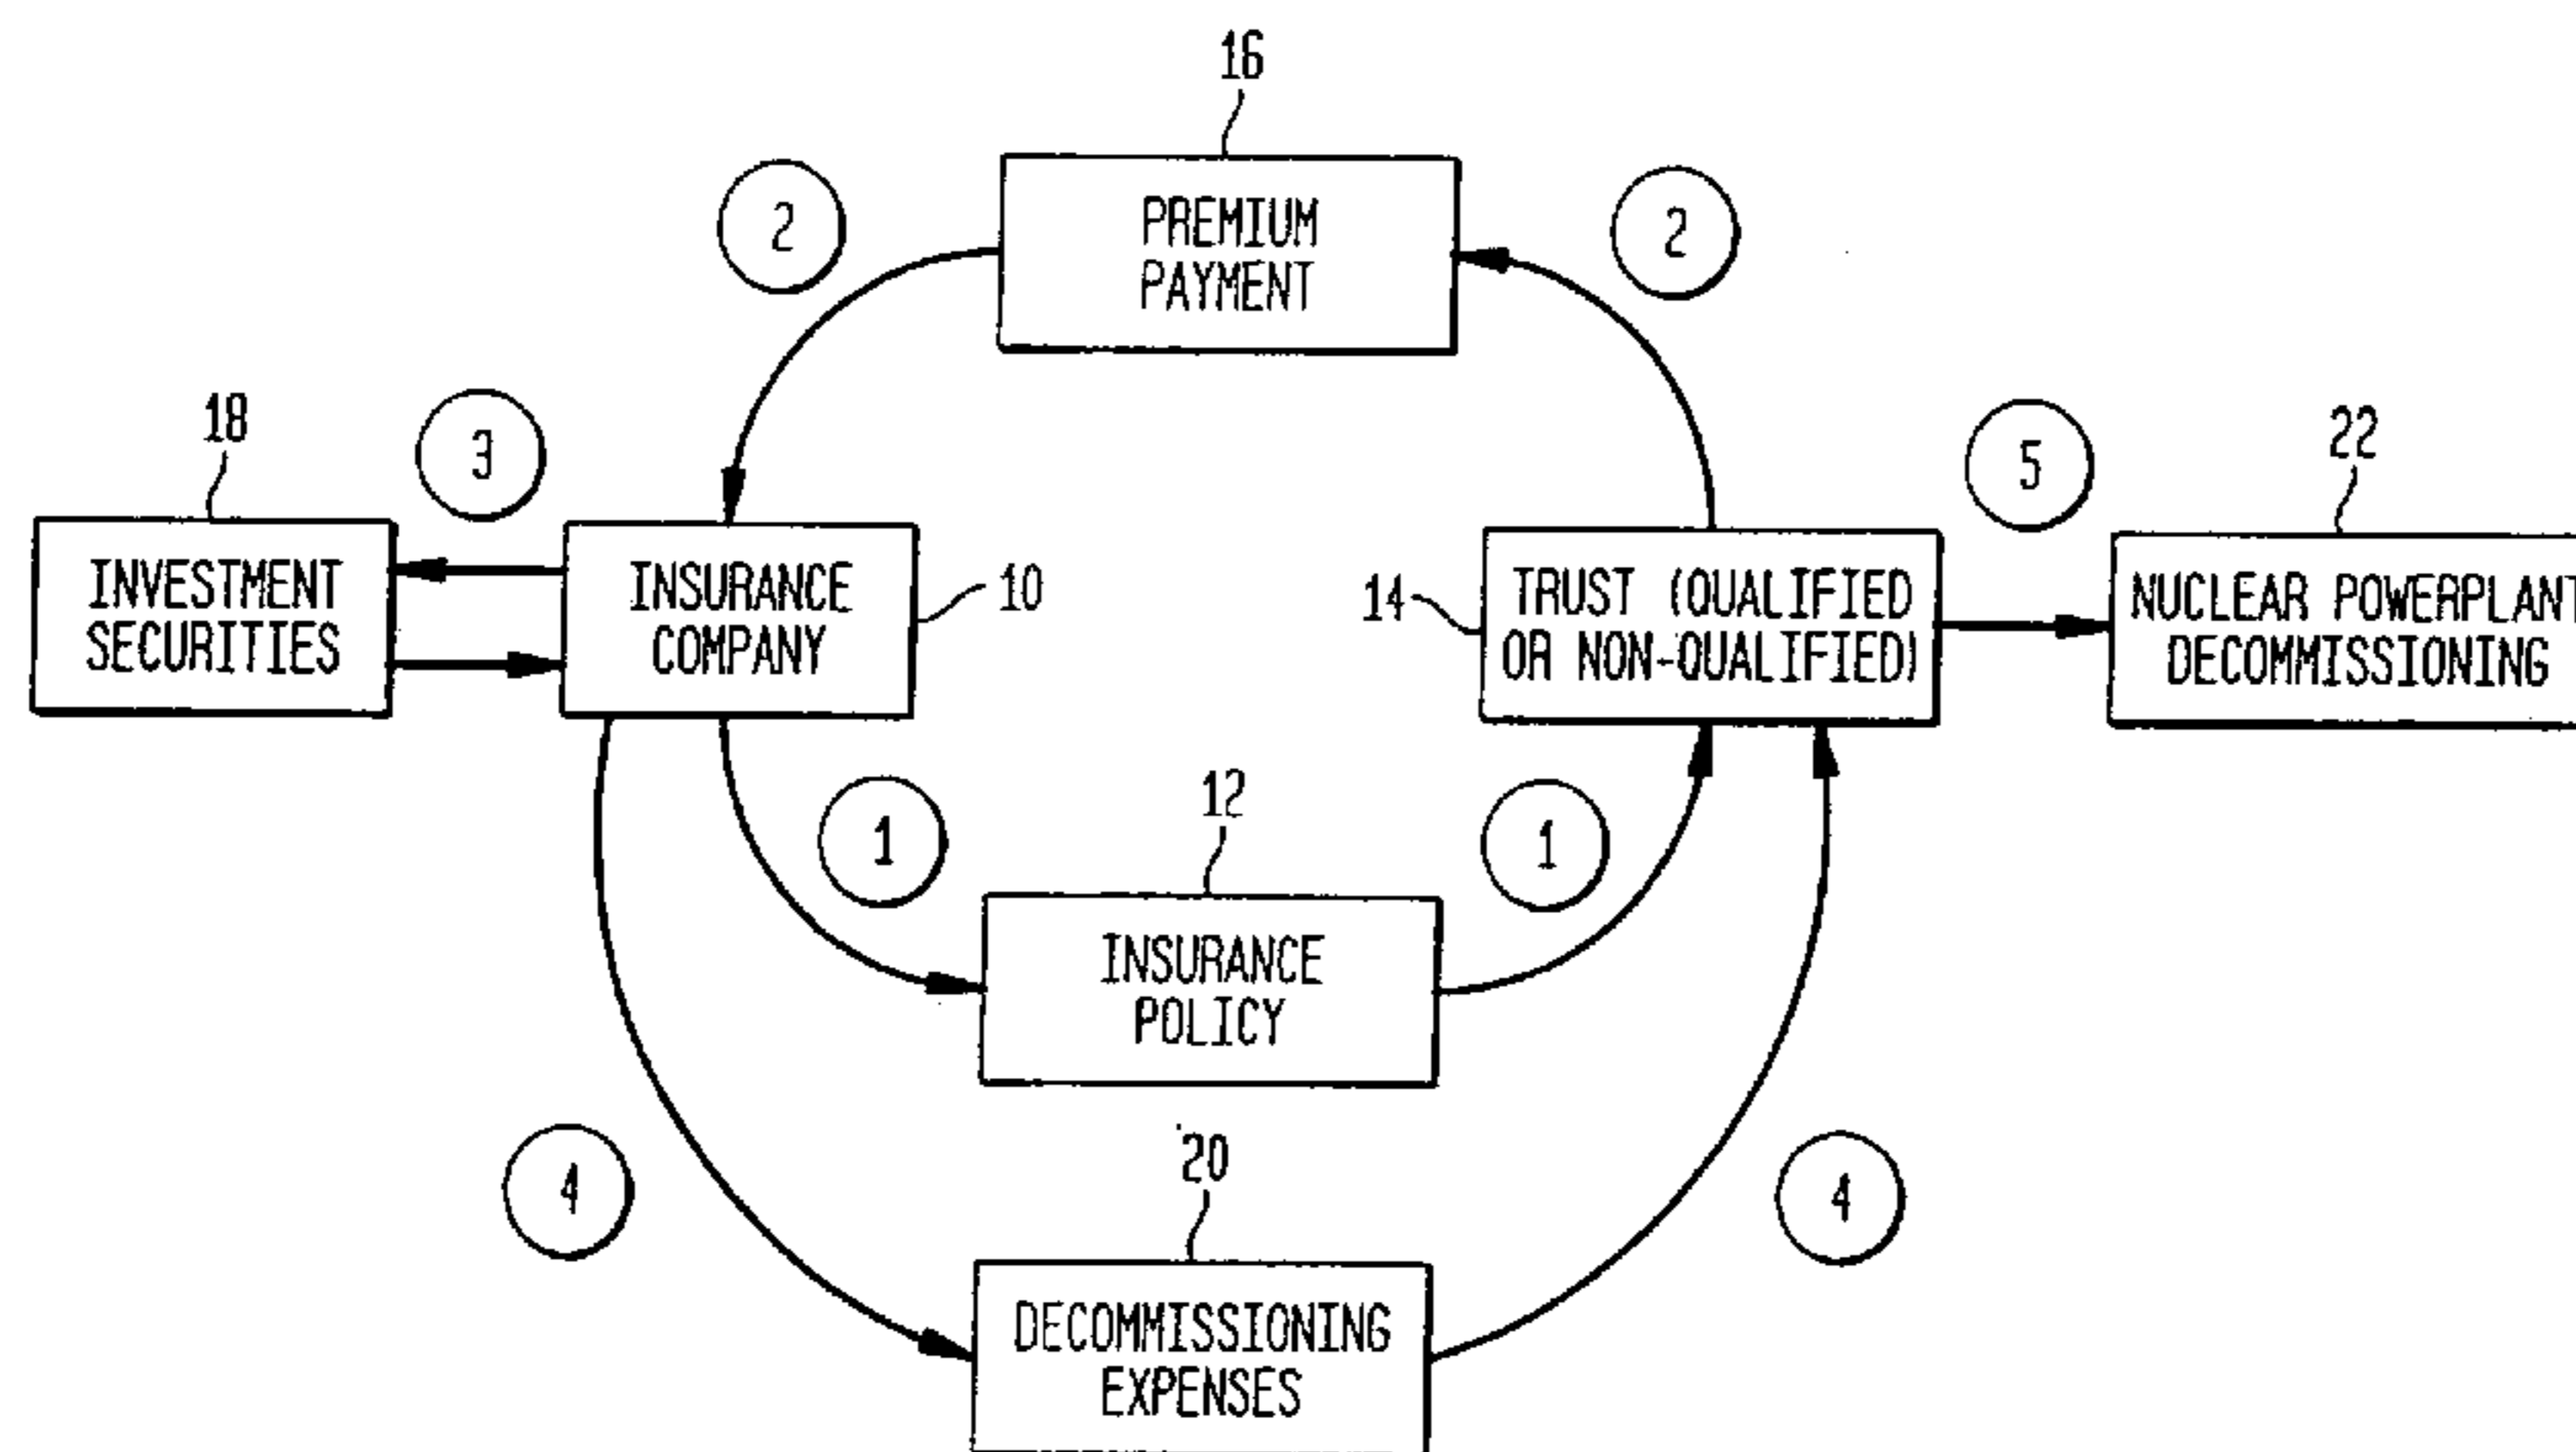 16
2
PREMIUM
PAYMENT
2
18
3
INVESTMENT
SECURITIES
INSURANCE
COMPANY
10
14
TRUST (QUALIFIED
OR NON-QUALIFIED)
5
22
NUCLEAR POWERPLANT
DECOMMISSIONING
1
12
1
INSURANCE
POLICY
4
20
4
DECOMMISSIONING
EXPENSES